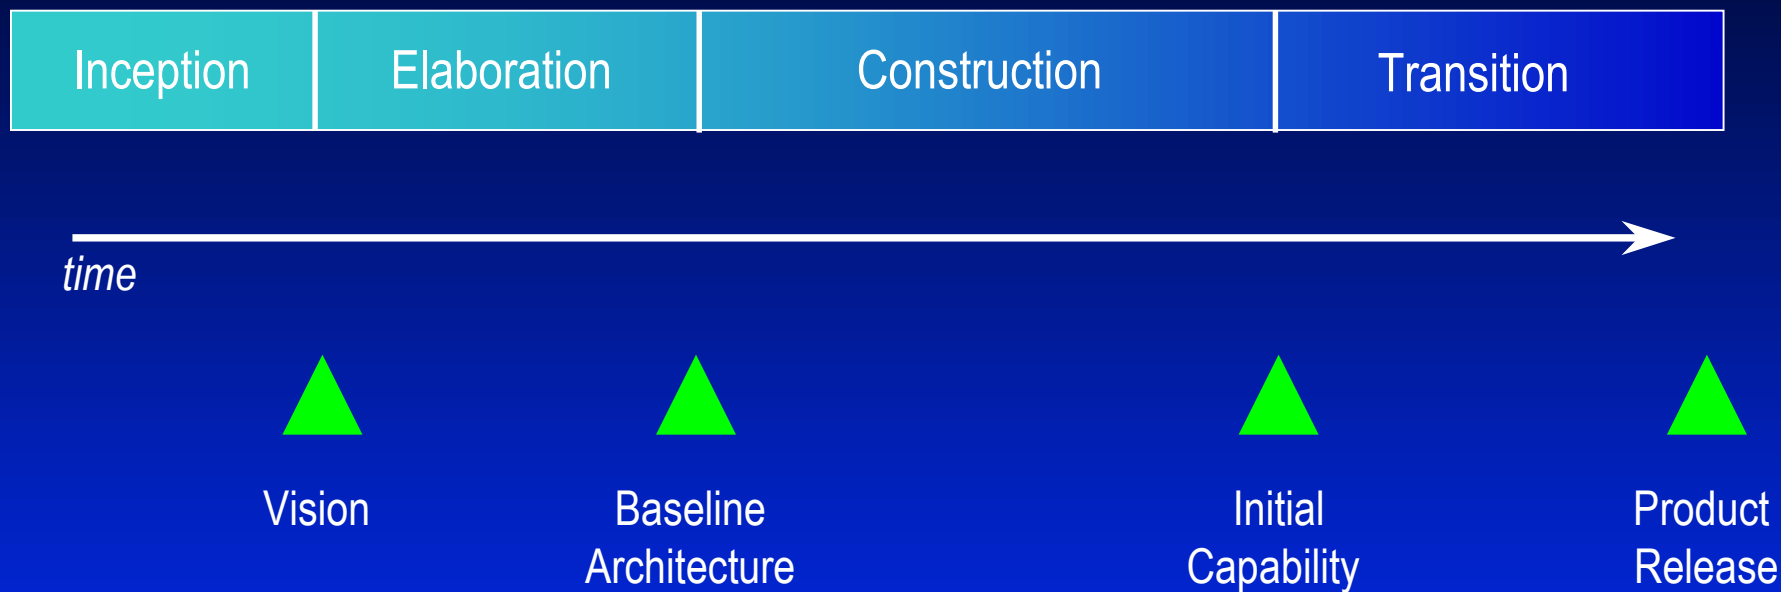 Inception Elaboration Construction Transition
time
Vision
Baseline
Architecture
Initial
Capability
Product
Release